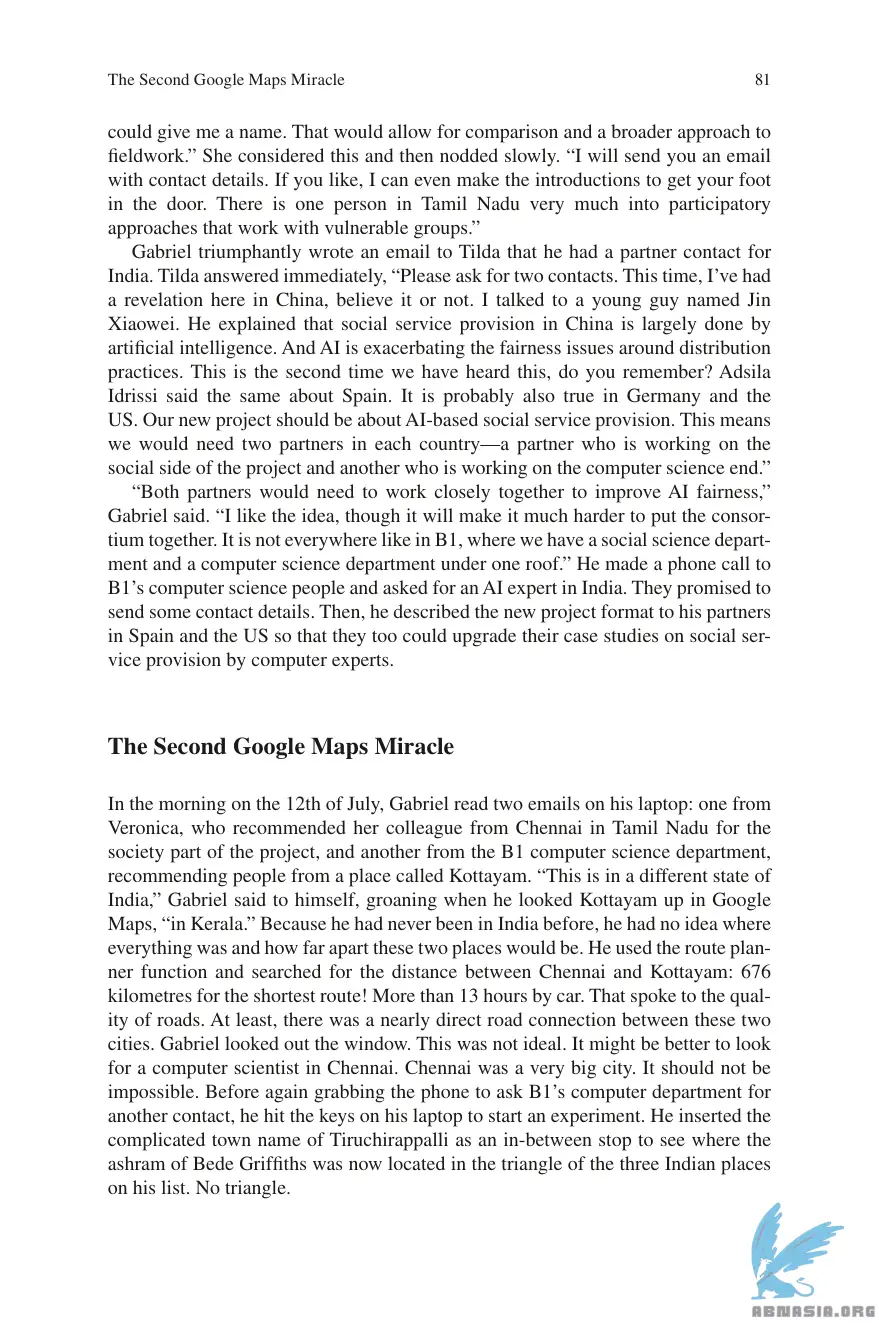 The Second Google Maps Miracle 81
could give me a name. That would allow for comparison and a broader approach to
fieldwork.” She considered this and then nodded slowly. “I will send you an email
with contact details. If you like, I can even make the introductions to get your foot
in the door. There is one person in Tamil Nadu very much into participatory
approaches that work with vulnerable groups.”
Gabriel triumphantly wrote an email to Tilda that he had a partner contact for
India. Tilda answered immediately, “Please ask for two contacts. This time, I’ve had
a revelation here in China, believe it or not. I talked to a young guy named Jin
Xiaowei. He explained that social service provision in China is largely done by
artificial intelligence. And AI is exacerbating the fairness issues around distribution
practices. This is the second time we have heard this, do you remember? Adsila
Idrissi said the same about Spain. It is probably also true in Germany and the
US. Our new project should be about AI-based social service provision. This means
we would need two partners in each country—a partner who is working on the
social side of the project and another who is working on the computer science end.”
“Both partners would need to work closely together to improve AI fairness,”
Gabriel said. “I like the idea, though it will make it much harder to put the consor-
tium together. It is not everywhere like in B1, where we have a social science depart-
ment and a computer science department under one roof.” He made a phone call to
B1’s computer science people and asked for an AI expert in India. They promised to
send some contact details. Then, he described the new project format to his partners
in Spain and the US so that they too could upgrade their case studies on social ser-
vice provision by computer experts.
The Second Google Maps Miracle
In the morning on the 12th of July, Gabriel read two emails on his laptop: one from
Veronica, who recommended her colleague from Chennai in Tamil Nadu for the
society part of the project, and another from the B1 computer science department,
recommending people from a place called Kottayam. “This is in a different state of
India,” Gabriel said to himself, groaning when he looked Kottayam up in Google
Maps, “in Kerala.” Because he had never been in India before, he had no idea where
everything was and how far apart these two places would be. He used the route plan-
ner function and searched for the distance between Chennai and Kottayam: 676
kilometres for the shortest route! More than 13 hours by car. That spoke to the qual-
ity of roads. At least, there was a nearly direct road connection between these two
cities. Gabriel looked out the window. This was not ideal. It might be better to look
for a computer scientist in Chennai. Chennai was a very big city. It should not be
impossible. Before again grabbing the phone to ask B1’s computer department for
another contact, he hit the keys on his laptop to start an experiment. He inserted the
complicated town name of Tiruchirappalli as an in-between stop to see where the
ashram of Bede Griffiths was now located in the triangle of the three Indian places
on his list. No triangle.
ABNASIA.ORG